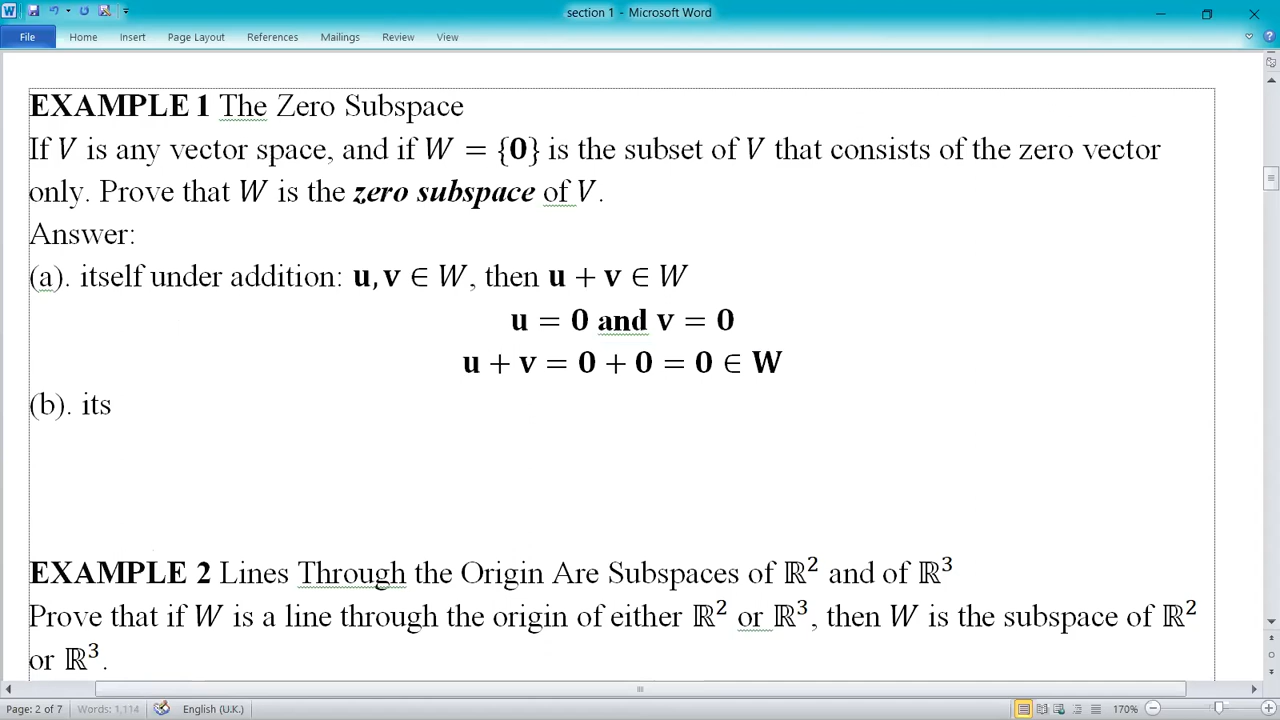 section 1 - Microsoft Word
File Home Insert Page Layout References Mailings Review View
EXAMPLE 1 The Zero Subspace
If V is any vector space, and if W = {0} is the subset of V that consists of the zero vector
only. Prove that W is the zero subspace of V.
Answer:
(a). itself under addition: u, v ∈ W, then u + v ∈ W
u = 0 and v = 0
u + v = 0 + 0 = 0 ∈ W
(b). its
EXAMPLE 2 Lines Through the Origin Are Subspaces of ℝ² and of ℝ³
Prove that if W is a line through the origin of either ℝ² or ℝ³, then W is the subspace of ℝ²
or ℝ³.
Page: 2 of 7 Words: 1,114 English (U.K.) 170%